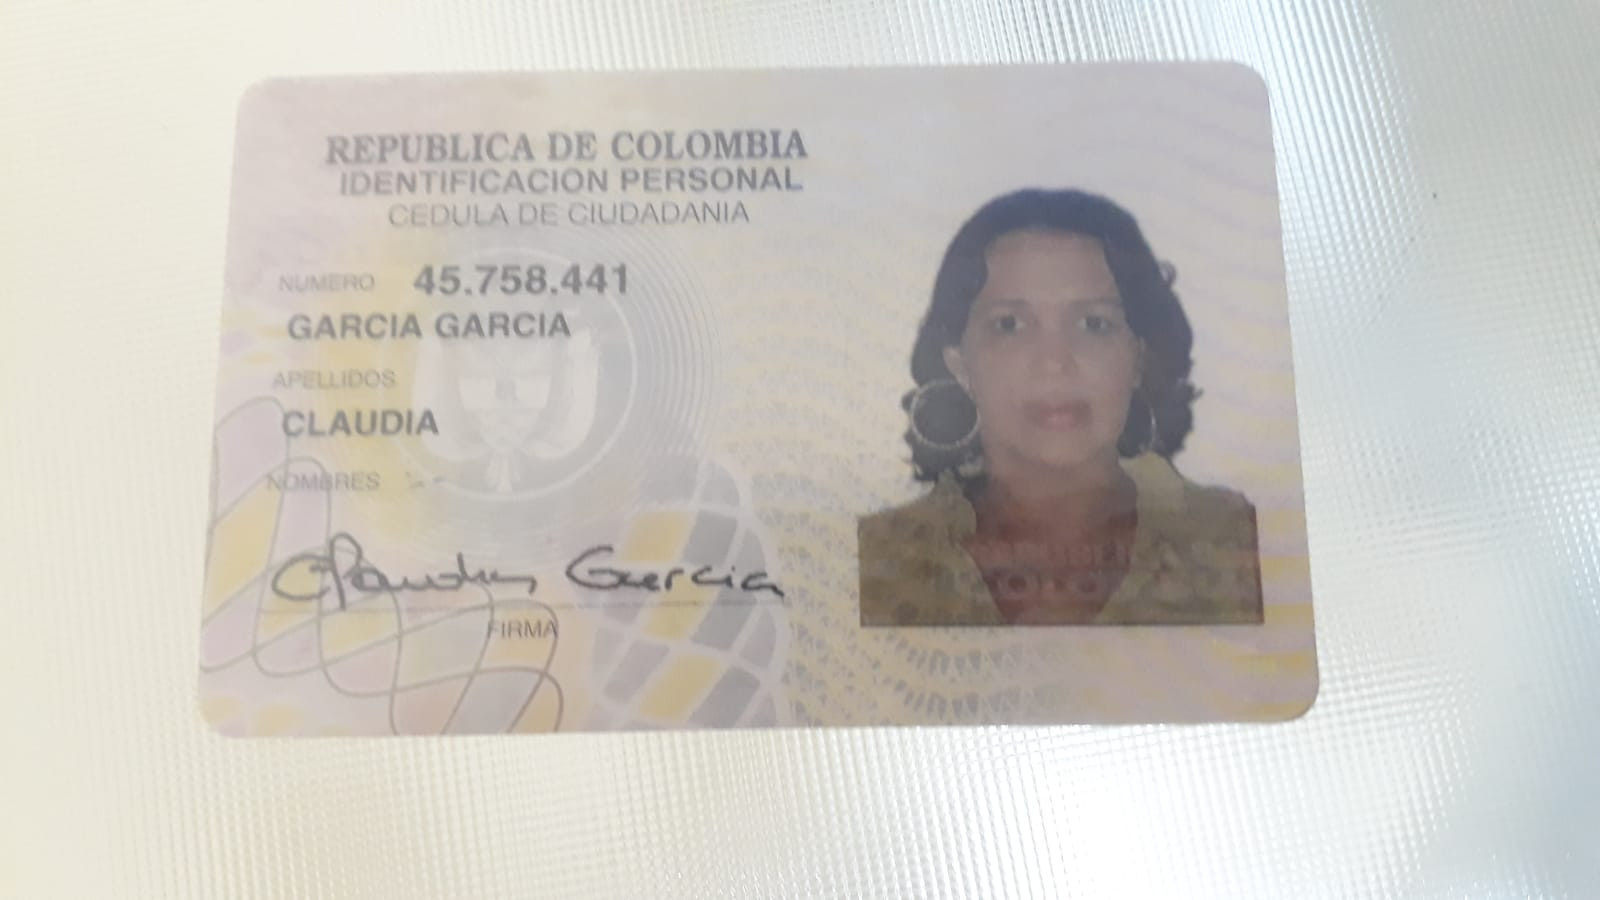 REPUBLICA DE COLOMBIA
IDENTIFICACION PERSONAL
CEDULA DE CIUDADANIA
NUMERO 45.758.441
GARCIA GARCIA
APELLIDOS
CLAUDIA
NOMBRES
Claudia Garcia
FIRMA